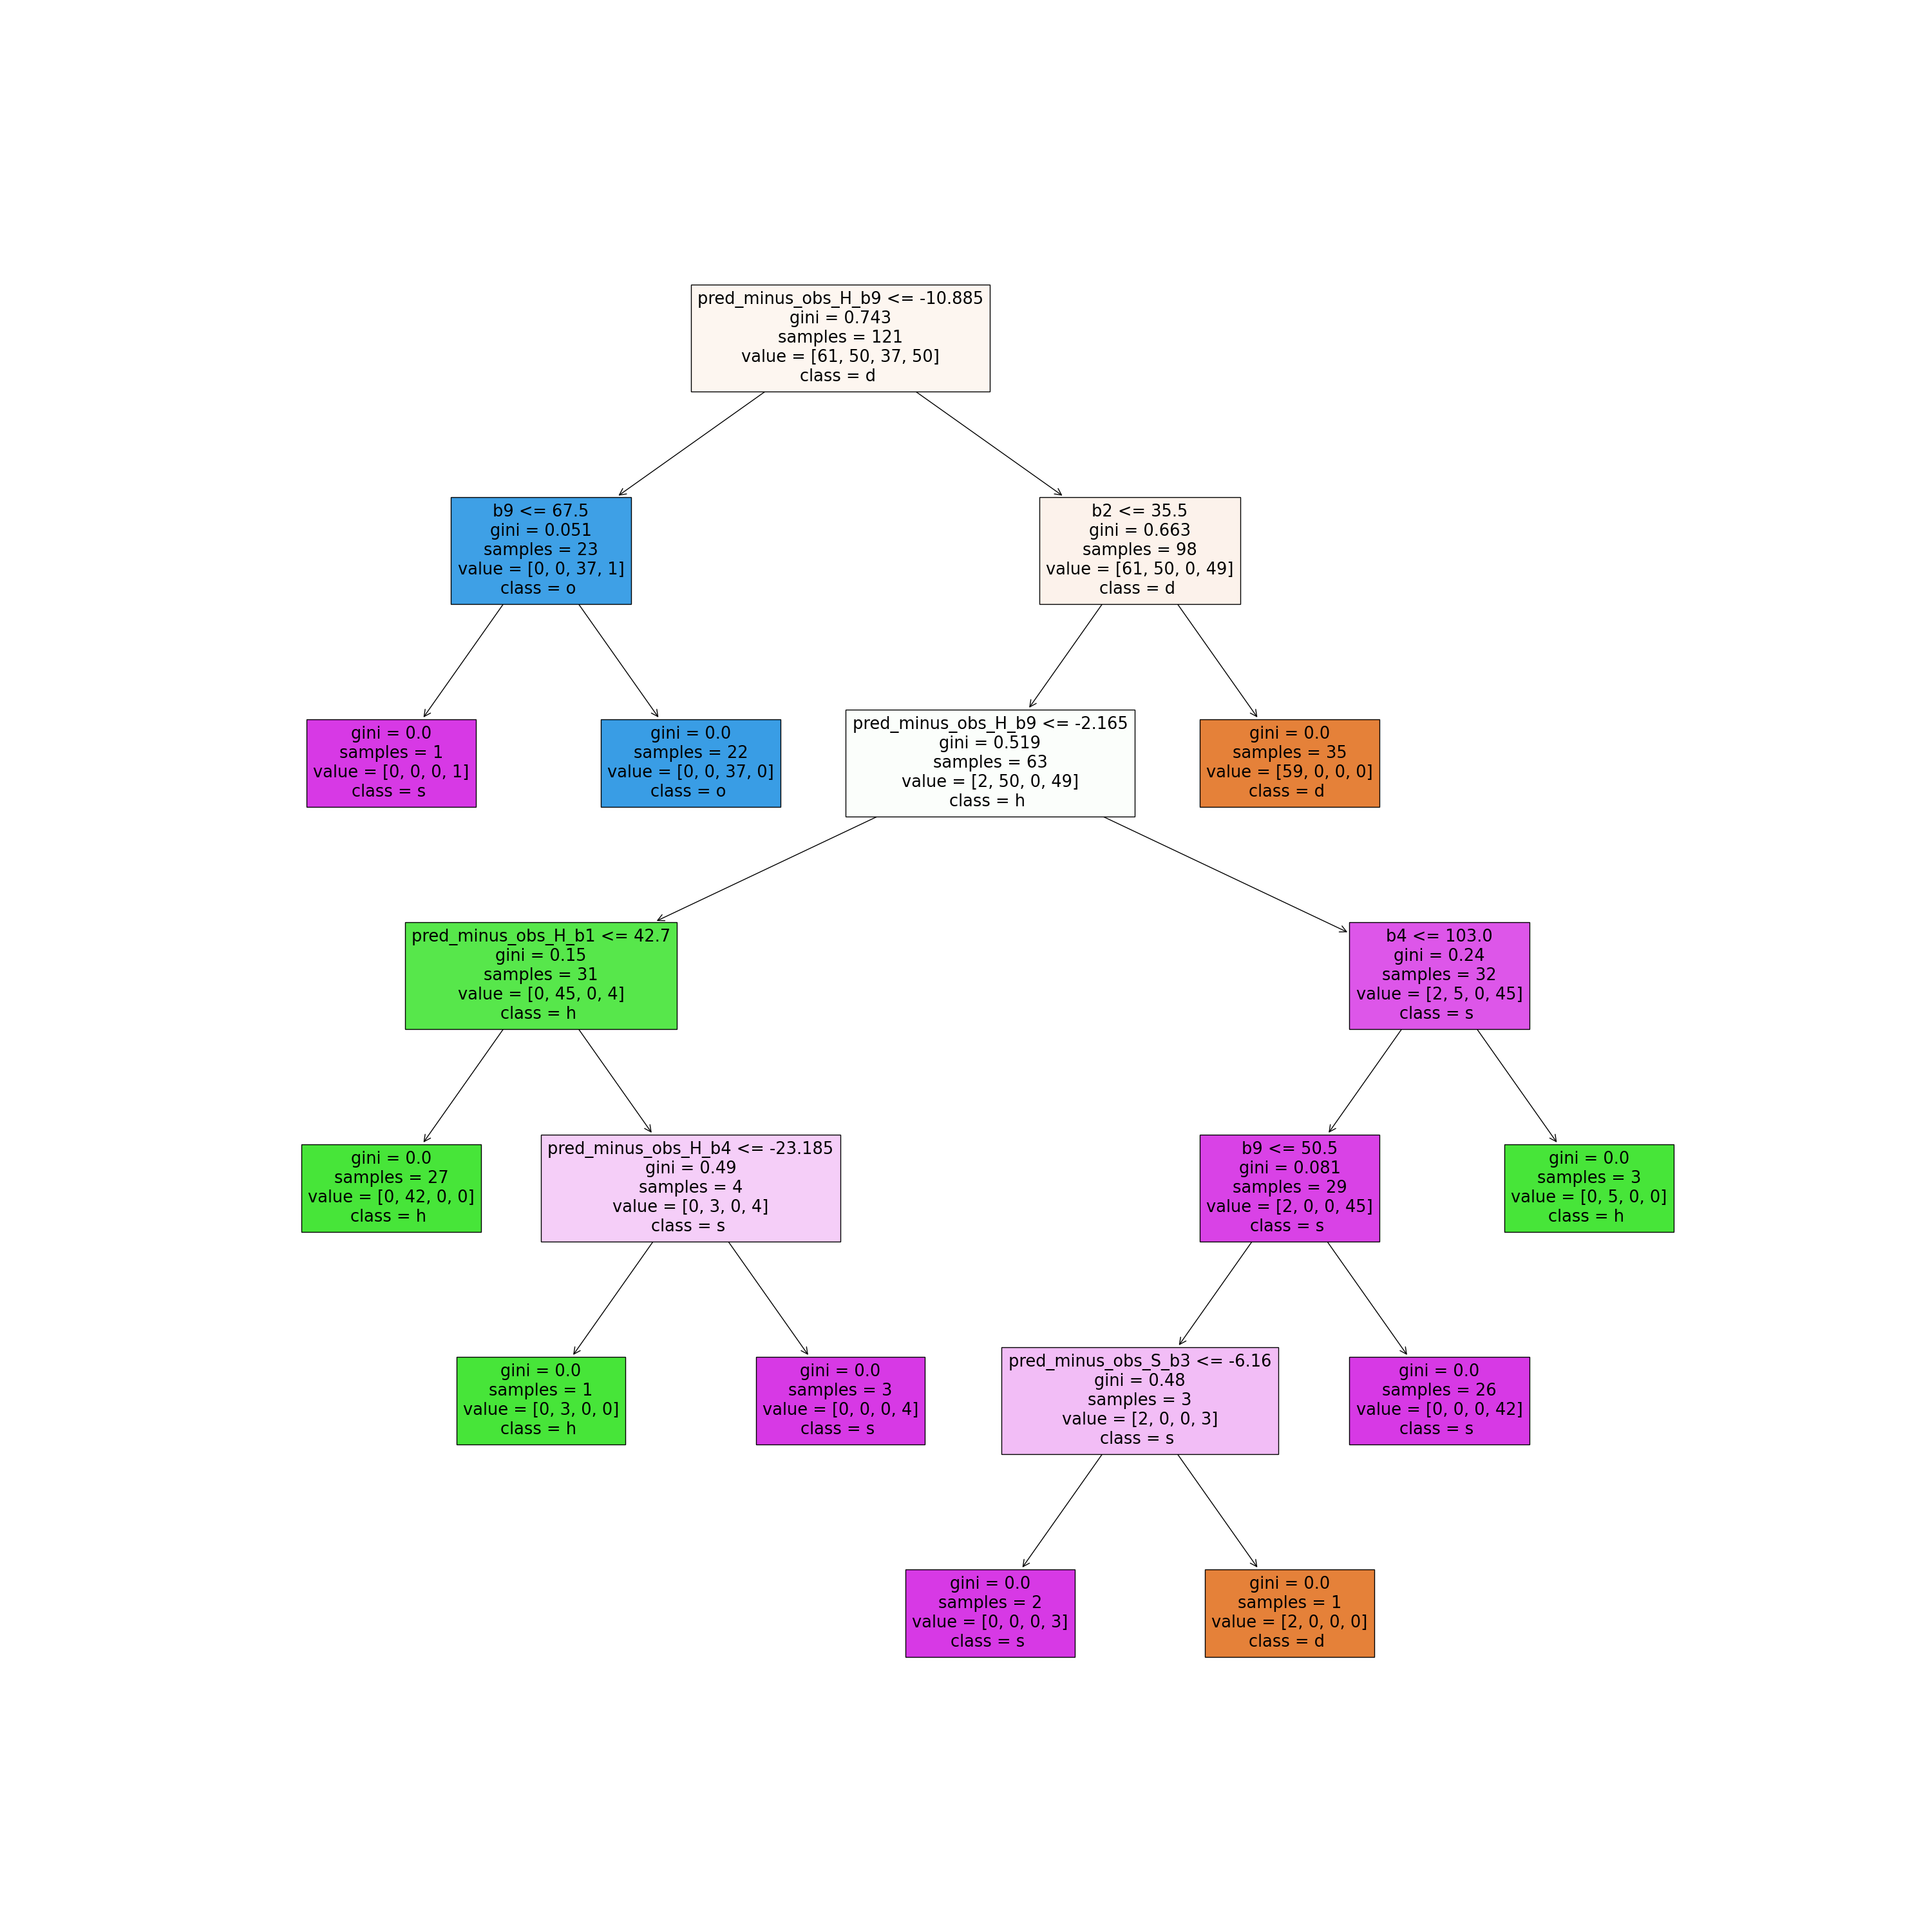 pred_minus_obs_H_b9 <= -10.885
gini = 0.743
samples = 121
value = [61, 50, 37, 50]
class = d
b9 <= 67.5
gini = 0.051
samples = 23
value = [0, 0, 37, 1]
class = o
b2 <= 35.5
gini = 0.663
samples = 98
value = [61, 50, 0, 49]
class = d
gini = 0.0
samples = 1
value = [0, 0, 0, 1]
class = s
gini = 0.0
samples = 22
value = [0, 0, 37, 0]
class = o
pred_minus_obs_H_b9 <= -2.165
gini = 0.519
samples = 63
value = [2, 50, 0, 49]
class = h
gini = 0.0
samples = 35
value = [59, 0, 0, 0]
class = d
pred_minus_obs_H_b1 <= 42.7
gini = 0.15
samples = 31
value = [0, 45, 0, 4]
class = h
b4 <= 103.0
gini = 0.24
samples = 32
value = [2, 5, 0, 45]
class = s
gini = 0.0
samples = 27
value = [0, 42, 0, 0]
class = h
pred_minus_obs_H_b4 <= -23.185
gini = 0.49
samples = 4
value = [0, 3, 0, 4]
class = s
b9 <= 50.5
gini = 0.081
samples = 29
value = [2, 0, 0, 45]
class = s
gini = 0.0
samples = 3
value = [0, 5, 0, 0]
class = h
gini = 0.0
samples = 1
value = [0, 3, 0, 0]
class = h
gini = 0.0
samples = 3
value = [0, 0, 0, 4]
class = s
pred_minus_obs_S_b3 <= -6.16
gini = 0.48
samples = 3
value = [2, 0, 0, 3]
class = s
gini = 0.0
samples = 26
value = [0, 0, 0, 42]
class = s
gini = 0.0
samples = 2
value = [0, 0, 0, 3]
class = s
gini = 0.0
samples = 1
value = [2, 0, 0, 0]
class = d